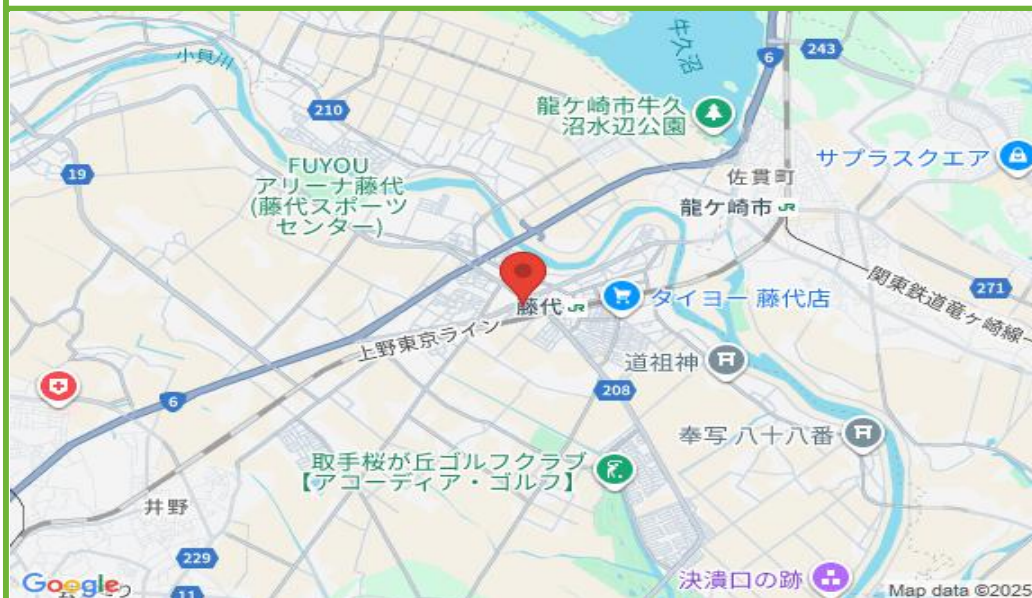 小貝川
牛久沼
6
243
210
龍ケ崎市牛久
沼水辺公園
19
FUYOU
アリーナ藤代
(藤代スポーツ
センター)
サプラスクエア
佐貫町
龍ケ崎市 JR
関東鉄道竜ケ崎線
271
藤代 JR
タイヨー 藤代店
上野東京ライン
道祖神
208
6
奉写 八十八番
取手桜が丘ゴルフクラブ
【アコーディア・ゴルフ】
井野
229
11
決潰口の跡
Google
Map data ©2025